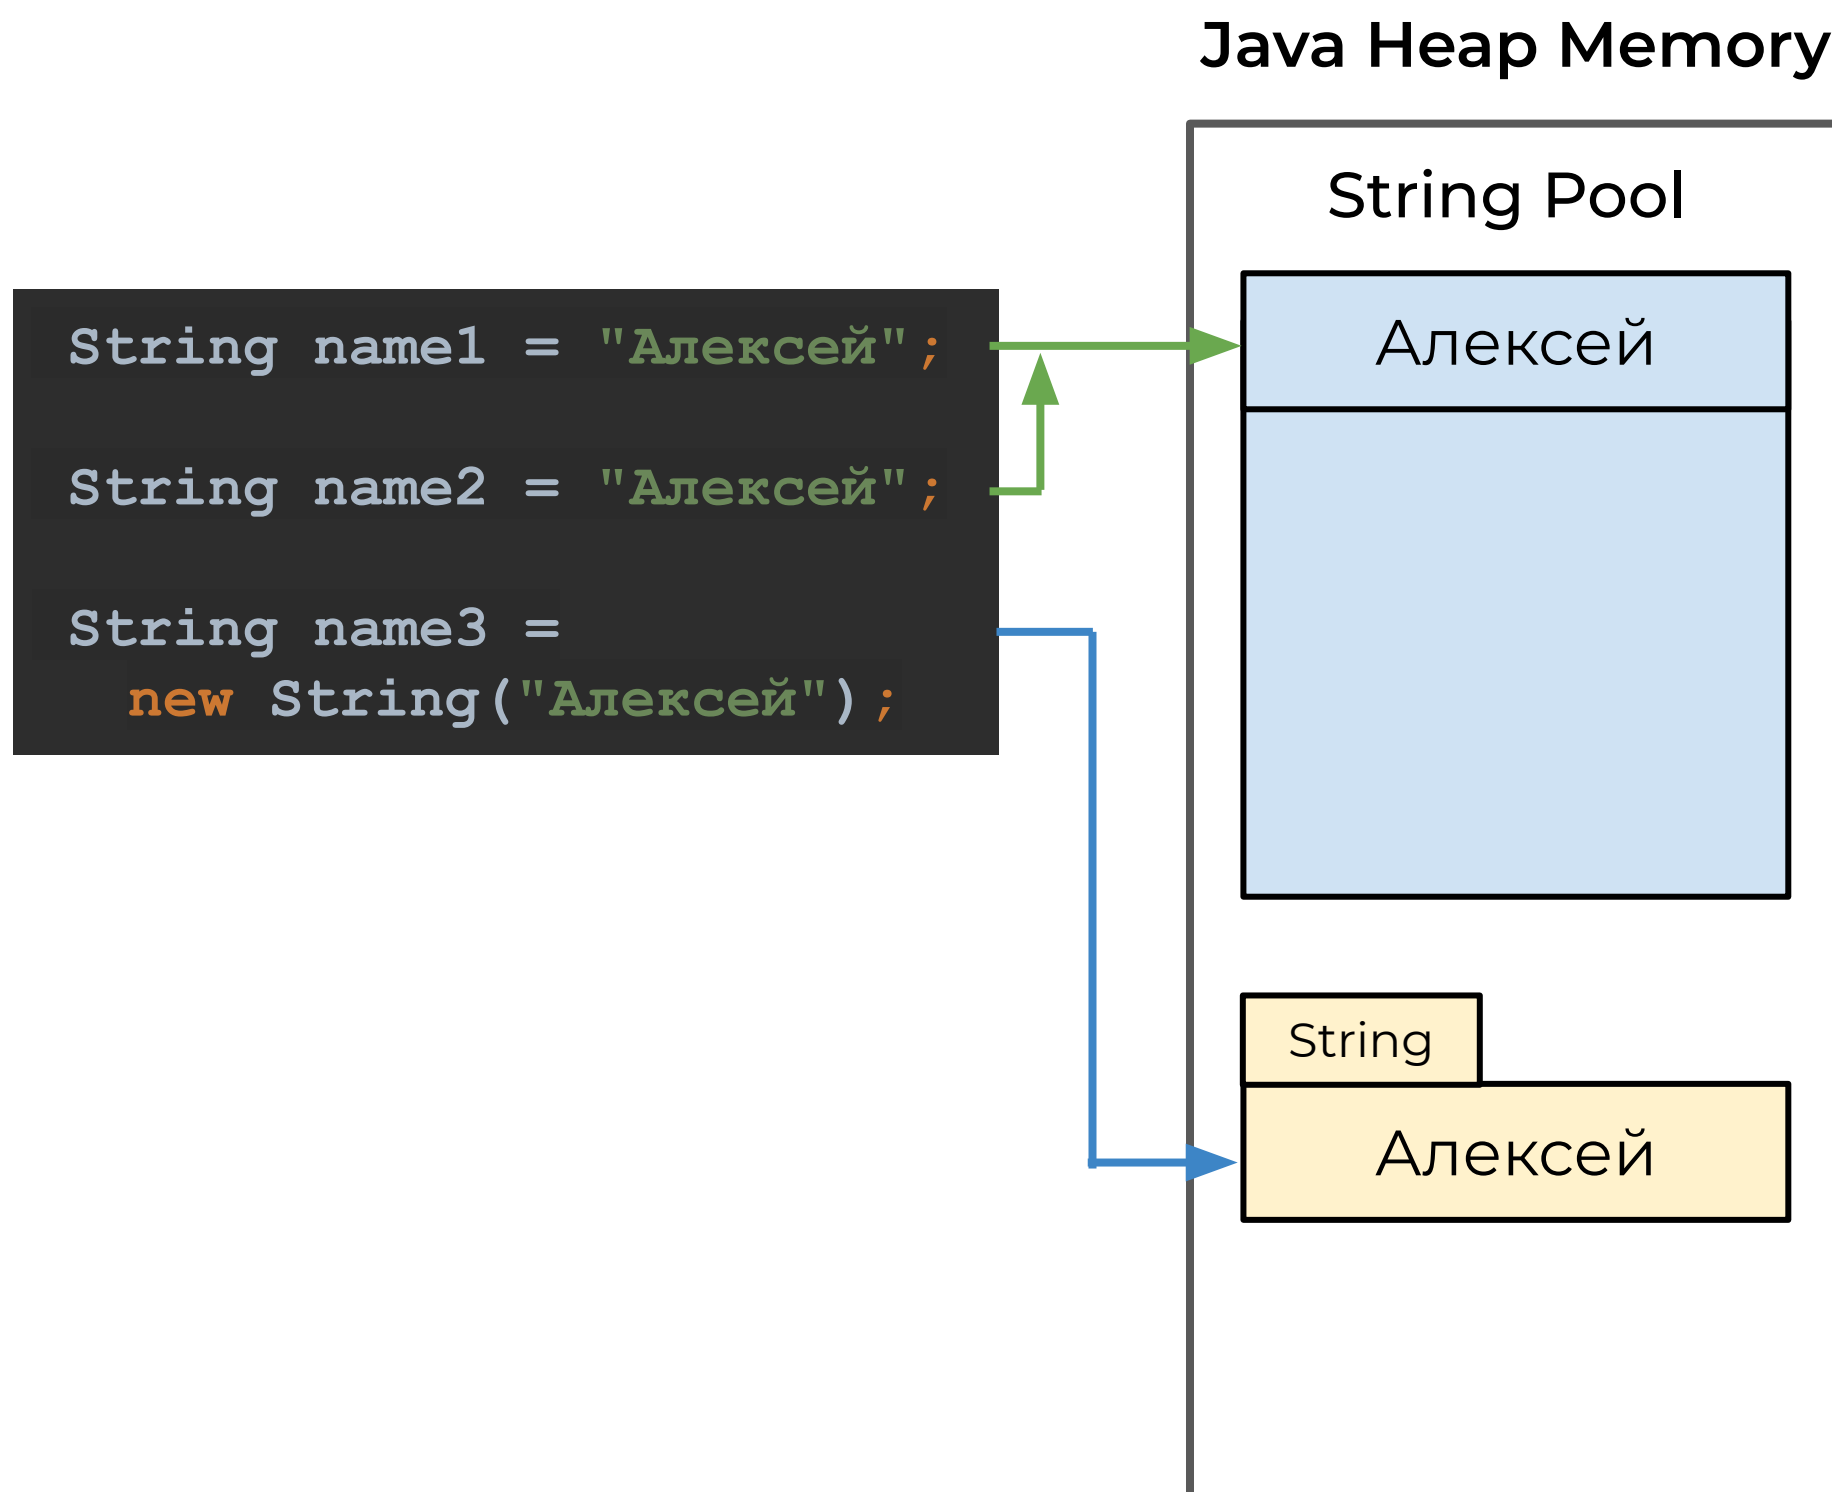 Java Heap Memory
String Pool
String name1 = "Алексей";
String name2 = "Алексей";
String name3 =
new String("Алексей");
Алексей
String
Алексей